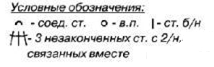 Условные обозначения:
- соед. ст. - в.п. - ст. б/н
- 3 незаконченных ст. с 2/н,
связанных вместе